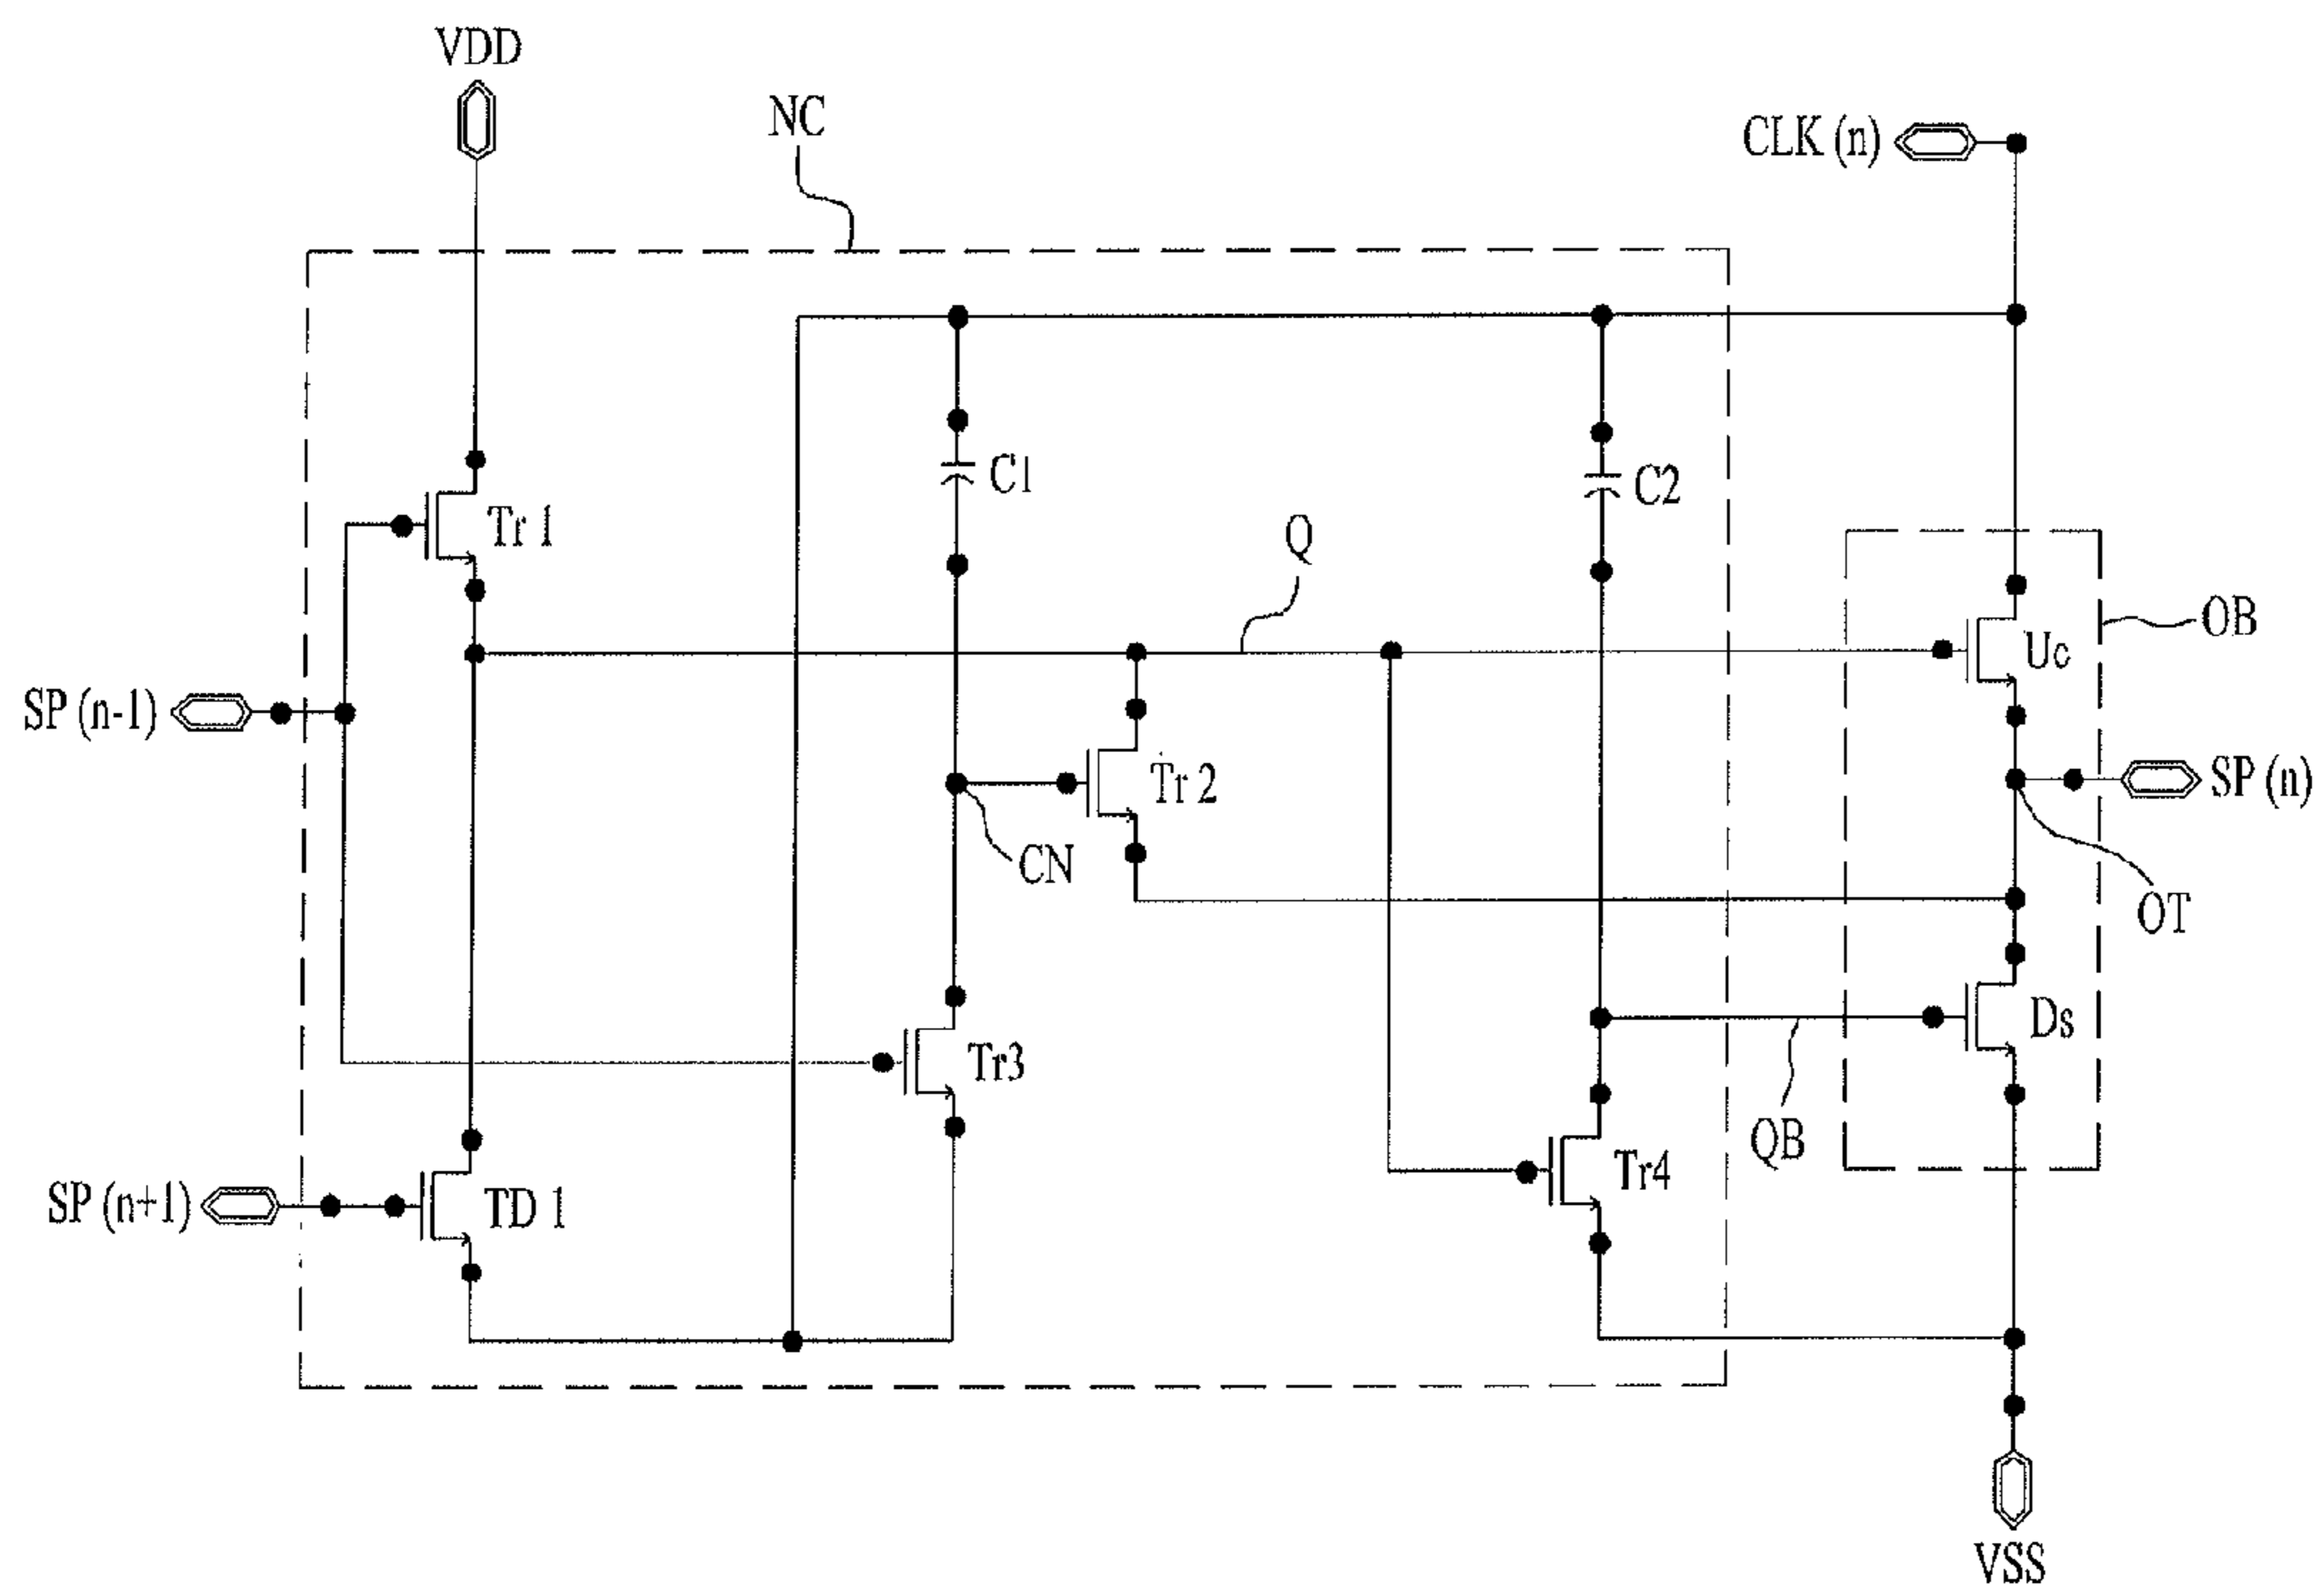 VDD
NC
CLK (n)
C1
C2
Tr 1
Q
OB
Uc
SP (n-1)
Tr 2
SP (n)
CN
OT
Ds
Tr3
QB
Tr4
SP (n+1)
TD 1
VSS